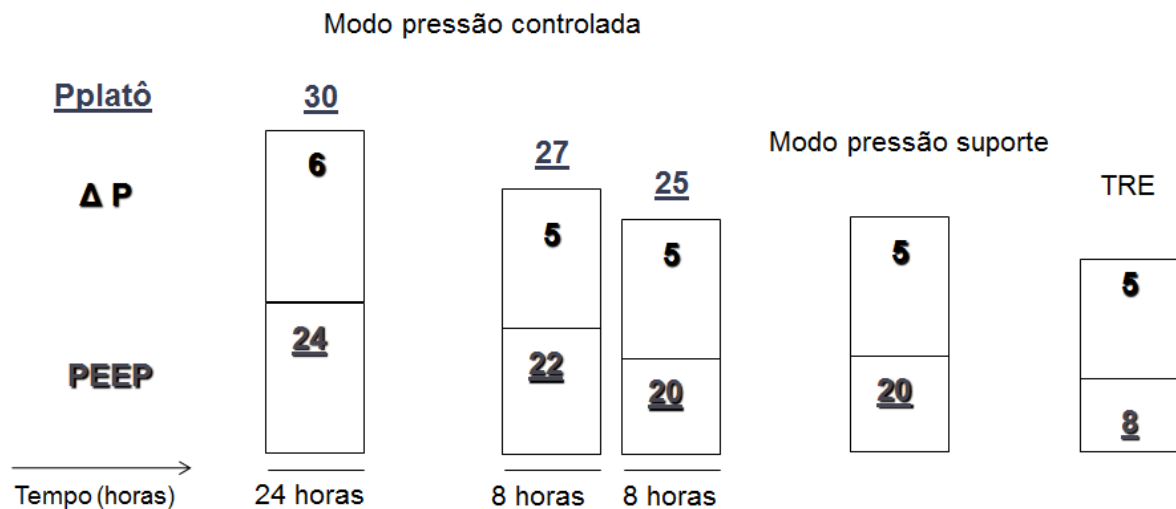 Modo pressão controlada
Pplatô
30
27
25
Modo pressão suporte
TRE
Δ P
6
5
5
5
5
PEEP
24
22
20
20
8
Tempo (horas)
24 horas
8 horas
8 horas